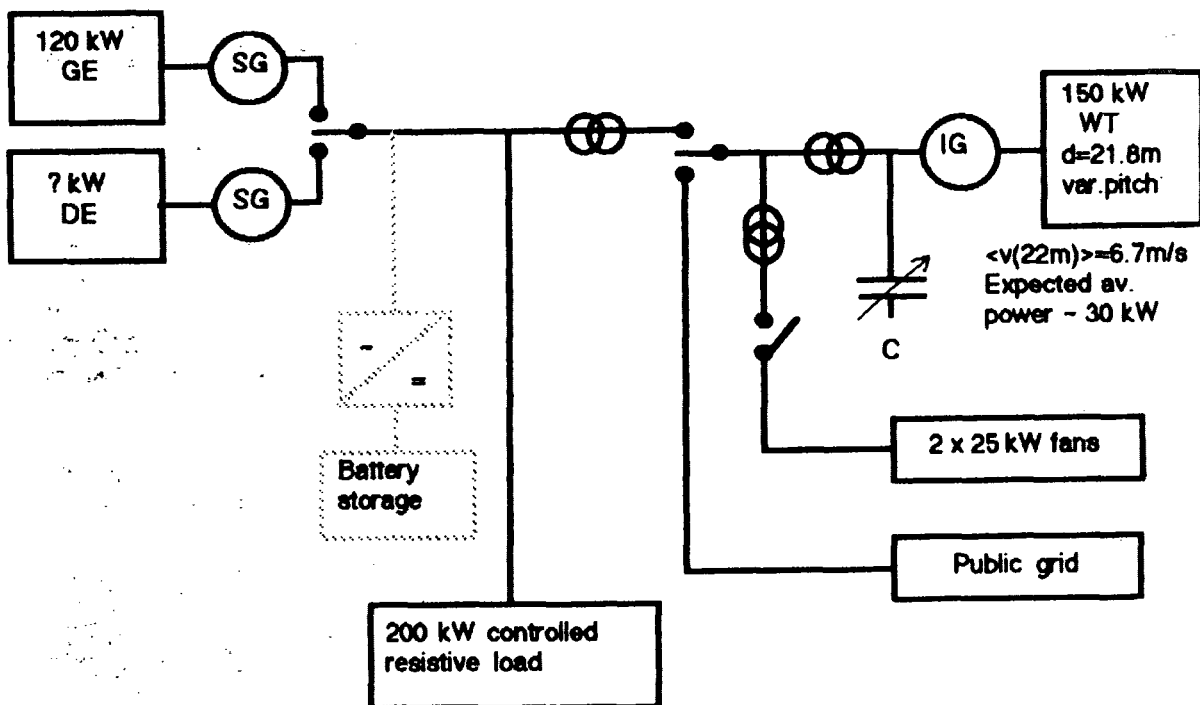 120 kW
GE
SG
? kW
DE
SG
IG
150 kW
WT
d=21.8m
var.pitch
<v(22m)>=6.7m/s
Expected av.
power ~ 30 kW
C
~
=
Battery
storage
2 x 25 kW fans
Public grid
200 kW controlled
resistive load